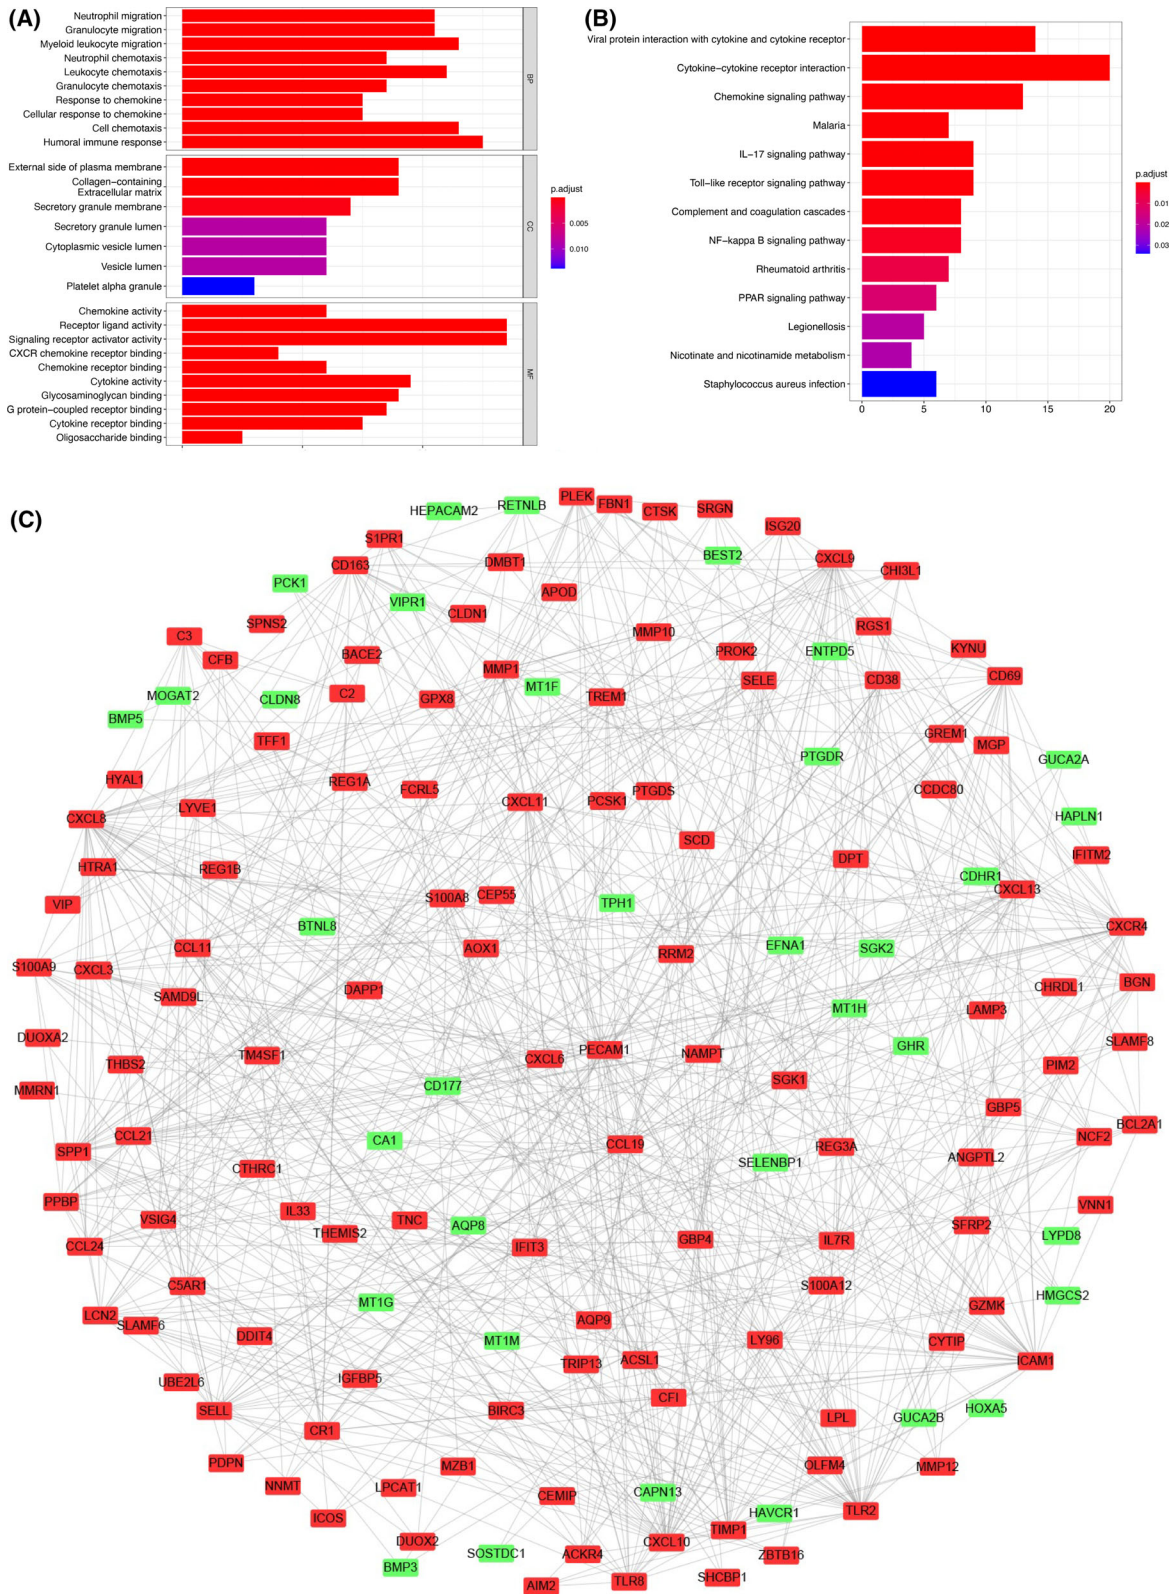 (A)
Neutrophil migration
Granulocyte migration
Myeloid leukocyte migration
Neutrophil chemotaxis
Leukocyte chemotaxis
Granulocyte chemotaxis
Response to chemokine
Cellular response to chemokine
Cell chemotaxis
Humoral immune response
BP
External side of plasma membrane
Collagen−containing
Extracellular matrix
Secretory granule membrane
Secretory granule lumen
Cytoplasmic vesicle lumen
Vesicle lumen
Platelet alpha granule
CC
Chemokine activity
Receptor ligand activity
Signaling receptor activator activity
CXCR chemokine receptor binding
Chemokine receptor binding
Cytokine activity
Glycosaminoglycan binding
G protein−coupled receptor binding
Cytokine receptor binding
Oligosaccharide binding
MF
p.adjust
0.005
0.010
(B)
Viral protein interaction with cytokine and cytokine receptor
Cytokine−cytokine receptor interaction
Chemokine signaling pathway
Malaria
IL−17 signaling pathway
Toll−like receptor signaling pathway
Complement and coagulation cascades
NF−kappa B signaling pathway
Rheumatoid arthritis
PPAR signaling pathway
Legionellosis
Nicotinate and nicotinamide metabolism
Staphylococcus aureus infection
0 5 10 15 20
p.adjust
0.01
0.02
0.03
(C)
PLEK
RETNLB
FBN1
HEPACAM2
CTSK
SRGN
ISG20
S1PR1
BEST2
CXCL9
CD163
DMBT1
CHI3L1
PCK1
APOD
VIPR1
CLDN1
SPNS2
RGS1
MMP10
C3
KYNU
PROK2
ENTPD5
BACE2
CFB
MMP1
CD69
SELE
CD38
MT1F
C2
MOGAT2
CLDN8
GPX8
TREM1
BMP5
GREM1
TFF1
MGP
PTGDR
GUCA2A
HYAL1
REG1A
FCRL5
CCDC80
PTGDS
CXCL11
PCSK1
LYVE1
HAPLN1
CXCL8
SCD
IFITM2
DPT
HTRA1
REG1B
CDHR1
CXCL13
CEP55
S100A8
TPH1
VIP
BTNL8
CXCR4
EFNA1
SGK2
CCL11
AOX1
RRM2
S100A9
CXCL3
BGN
CHRDL1
DAPP1
SAMD9L
MT1H
LAMP3
DUOXA2
SLAMF8
GHR
PECAM1
NAMPT
TM4SF1
CXCL6
THBS2
PIM2
SGK1
CD177
MMRN1
GBP5
BCL2A1
CCL21
NCF2
CA1
CCL19
REG3A
SPP1
ANGPTL2
SELENBP1
CTHRC1
PPBP
VNN1
IL33
VSIG4
TNC
AQP8
SFRP2
THEMIS2
LYPD8
GBP4
IL7R
CCL24
IFIT3
C5AR1
S100A12
HMGCS2
MT1G
GZMK
LCN2
AQP9
SLAMF6
DDIT4
MT1M
LY96
CYTIP
ICAM1
TRIP13
ACSL1
IGFBP5
UBE2L6
CFI
HOXA5
SELL
BIRC3
LPL
GUCA2B
CR1
PDPN
MZB1
OLFM4
MMP12
NNMT
LPCAT1
CAPN13
CEMIP
TLR2
HAVCR1
ICOS
TIMP1
DUOX2
CXCL10
SOSTDC1
ACKR4
ZBTB16
BMP3
SHCBP1
TLR8
AIM2